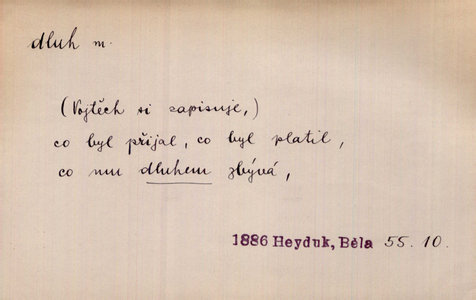 dluh m.
(Vojtěch si zapisuje,)
co byl přijal, co byl platil,
co mu dluhem zbývá,
1886 Heyduk, Běla 55. 10.